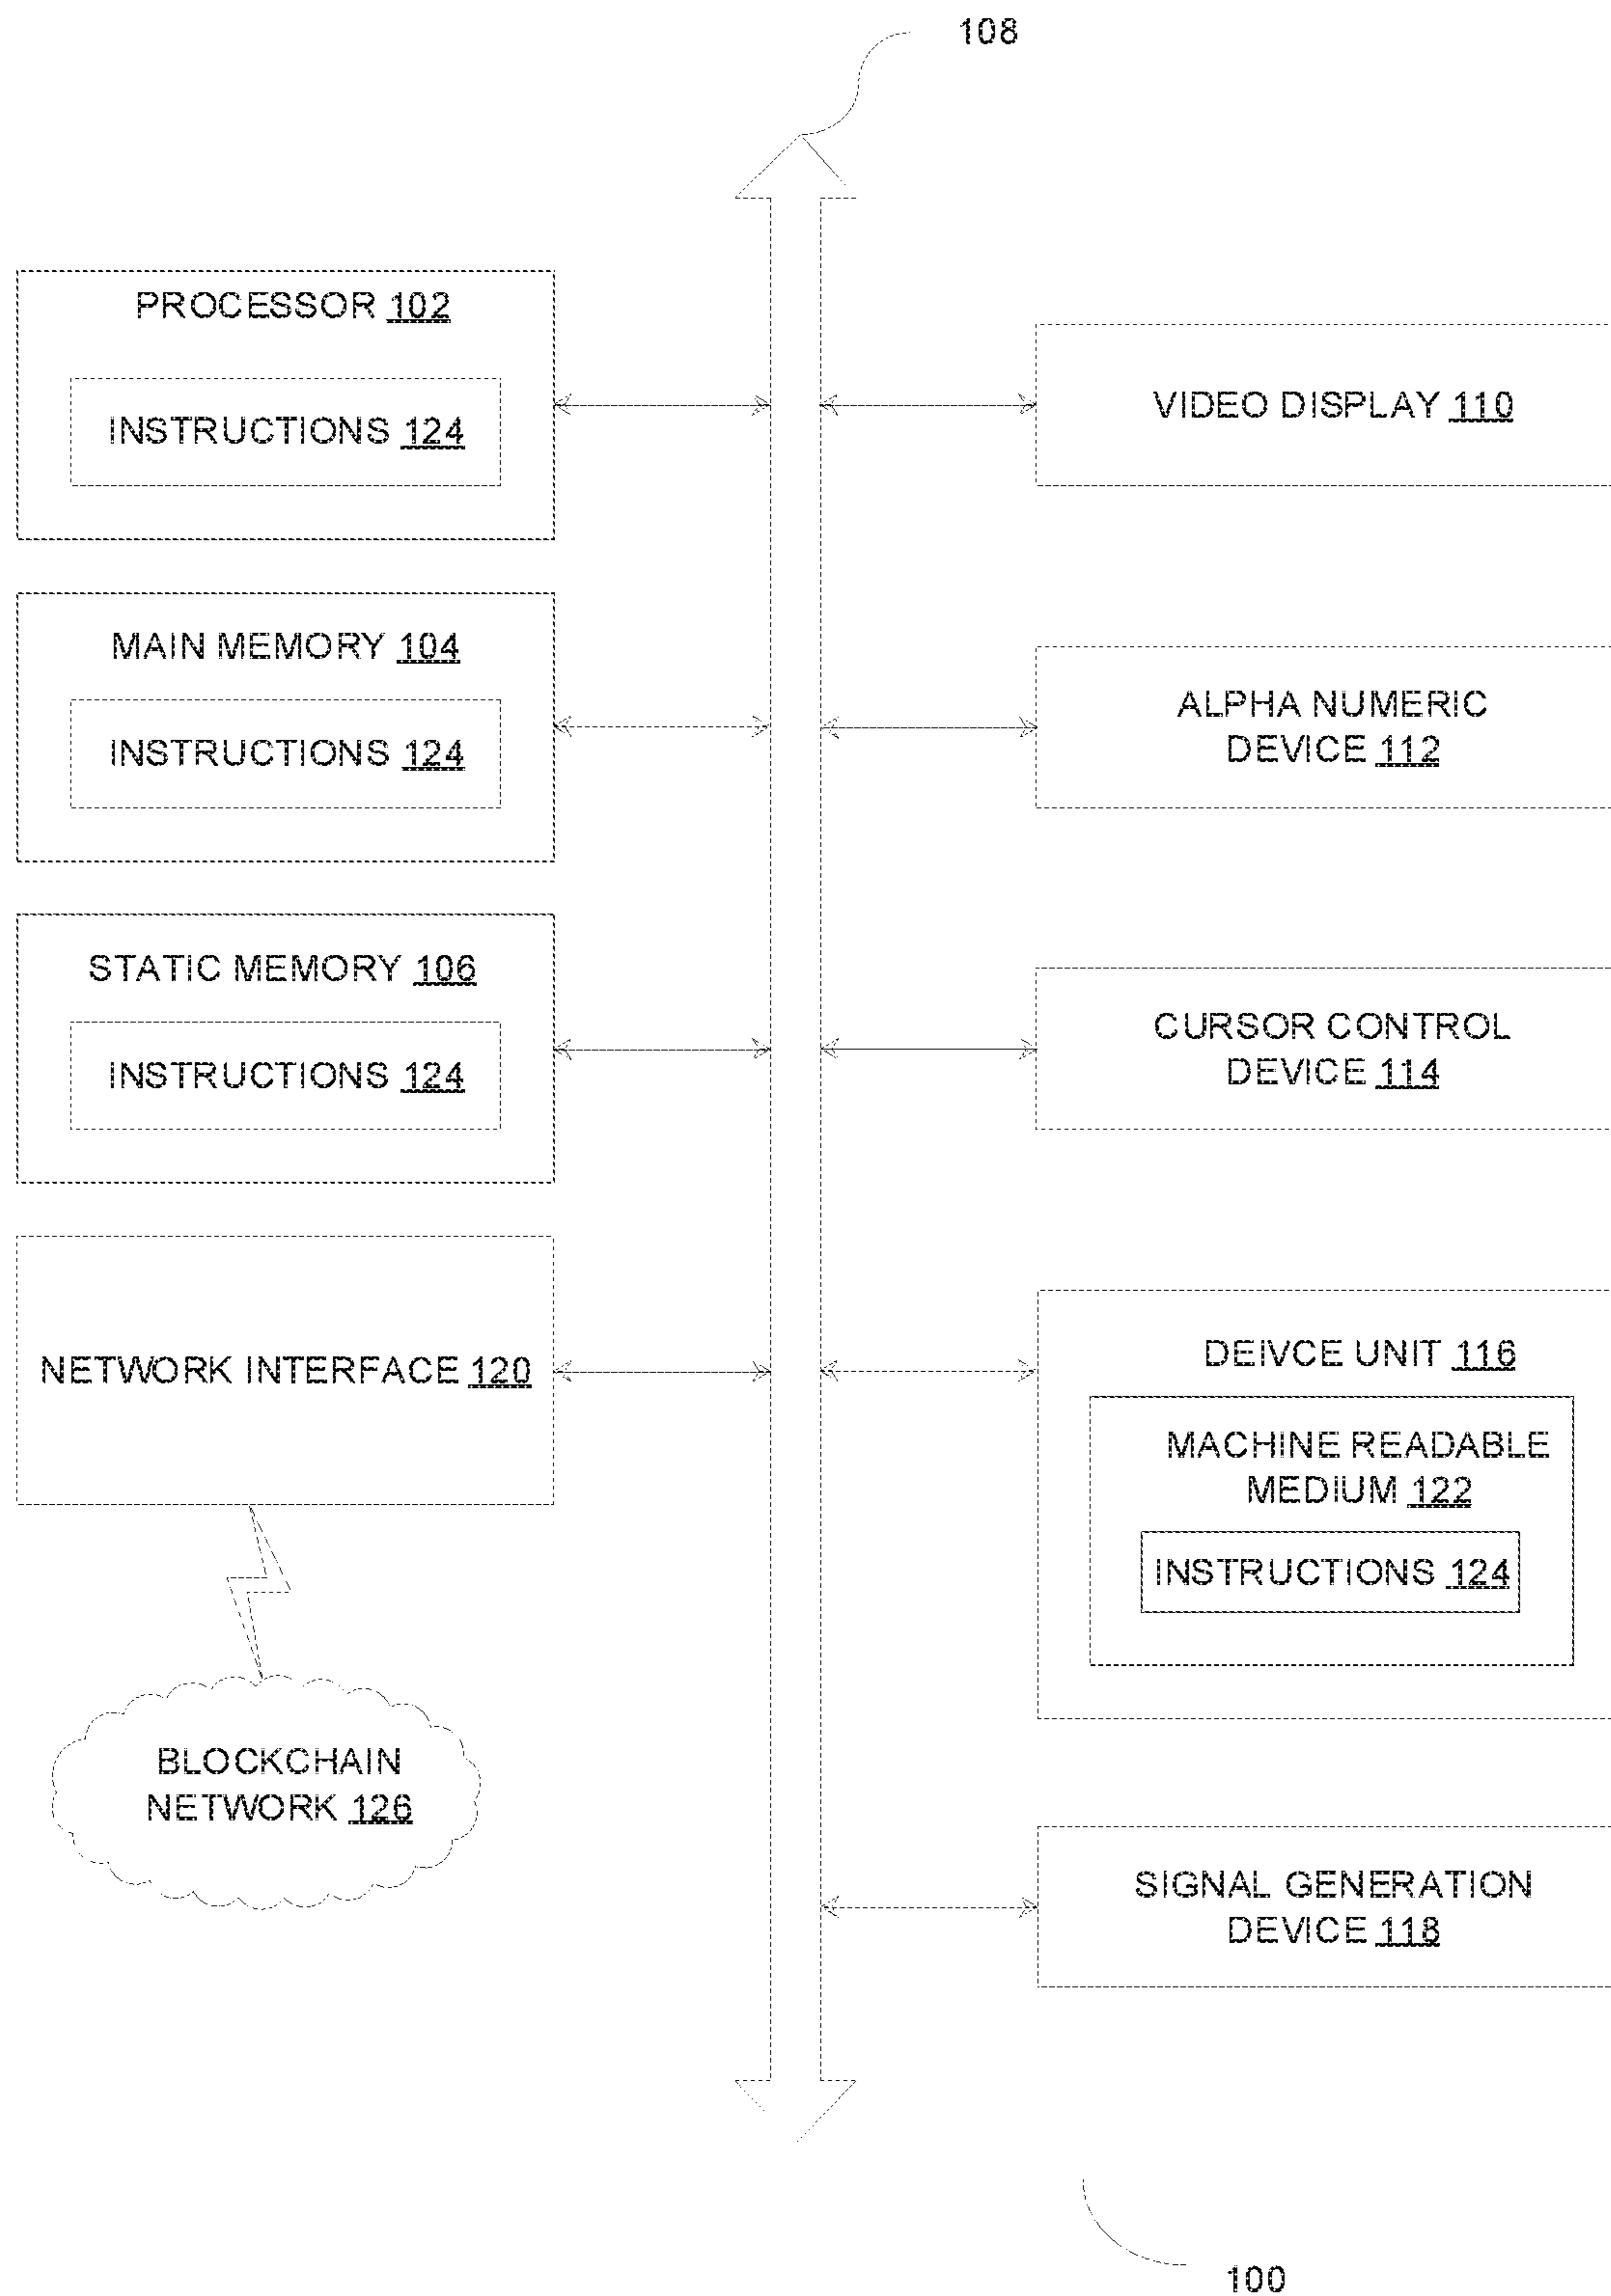 108
PROCESSOR 102
INSTRUCTIONS 124
MAIN MEMORY 104
INSTRUCTIONS 124
STATIC MEMORY 106
INSTRUCTIONS 124
NETWORK INTERFACE 120
BLOCKCHAIN
NETWORK 126
VIDEO DISPLAY 110
ALPHA NUMERIC
DEVICE 112
CURSOR CONTROL
DEVICE 114
DEIVCE UNIT 116
MACHINE READABLE
MEDIUM 122
INSTRUCTIONS 124
SIGNAL GENERATION
DEVICE 118
100